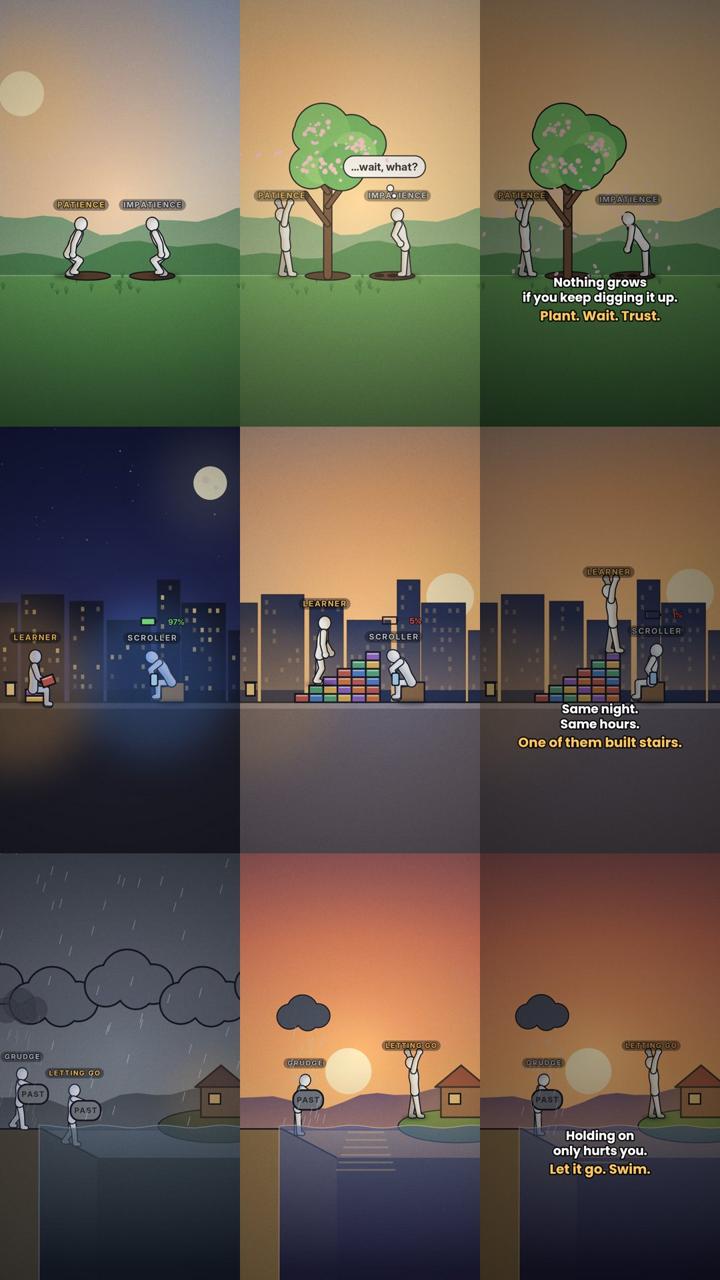 PATIENCE
IMPATIENCE
...wait, what?
PATIENCE
IMPATIENCE
PATIENCE
IMPATIENCE
Nothing grows
if you keep digging it up.
Plant. Wait. Trust.
97%
LEARNER
SCROLLER
LEARNER
5%
SCROLLER
LEARNER
1%
SCROLLER
Same night.
Same hours.
One of them built stairs.
GRUDGE
LETTING GO
PAST
PAST
LETTING GO
GRUDGE
PAST
LETTING GO
GRUDGE
PAST
Holding on
only hurts you.
Let it go. Swim.